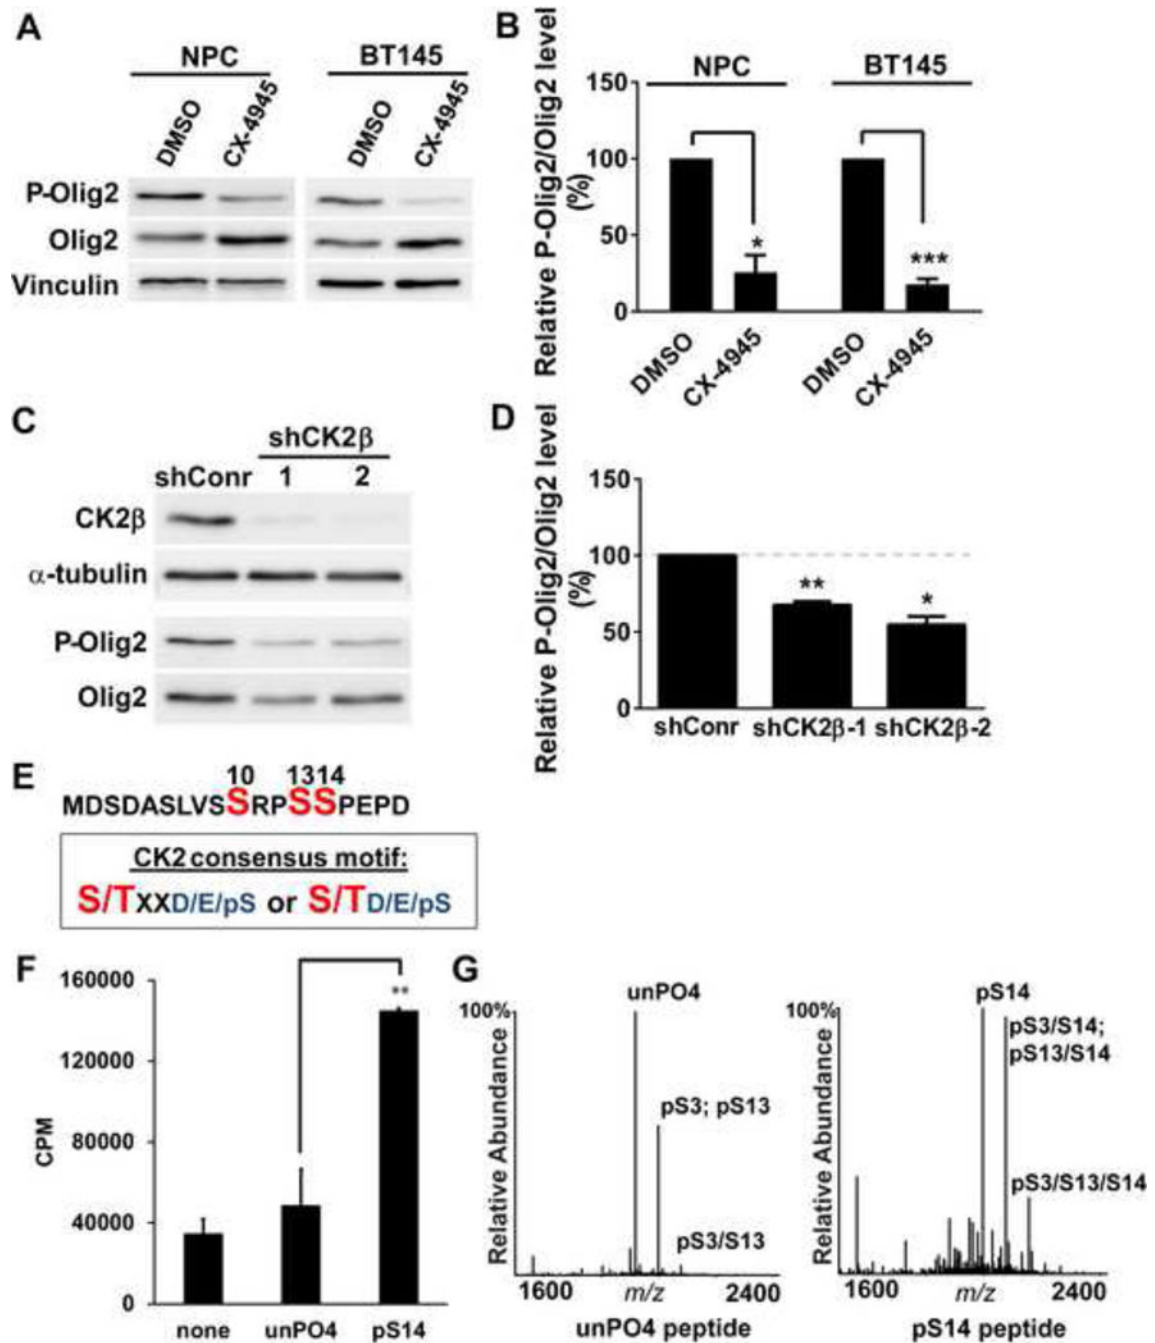 A
NPC BT145
DMSO CX-4945 DMSO CX-4945
P-Olig2
Olig2
Vinculin
B
Relative P-Olig2/Olig2 level
(%)
NPC BT145
150
100
50
0
* ***
DMSO CX-4945 DMSO CX-4945
C
shCK2β
shConr 1 2
CK2β
α-tubulin
P-Olig2
Olig2
D
Relative P-Olig2/Olig2 level
(%)
150
100
50
0
** *
shConr shCK2β-1 shCK2β-2
E
10 1314
MDSDASLVSSRPSSPEPD
CK2 consensus motif:
S/TXXD/E/pS or S/TD/E/pS
F
CPM
160000
120000
80000
40000
0
**
none unPO4 pS14
G
100%
Relative Abundance
unPO4
pS3; pS13
pS3/S13
1600 m/z 2400
unPO4 peptide
100%
Relative Abundance
pS14
pS3/S14;
pS13/S14
pS3/S13/S14
1600 m/z 2400
pS14 peptide